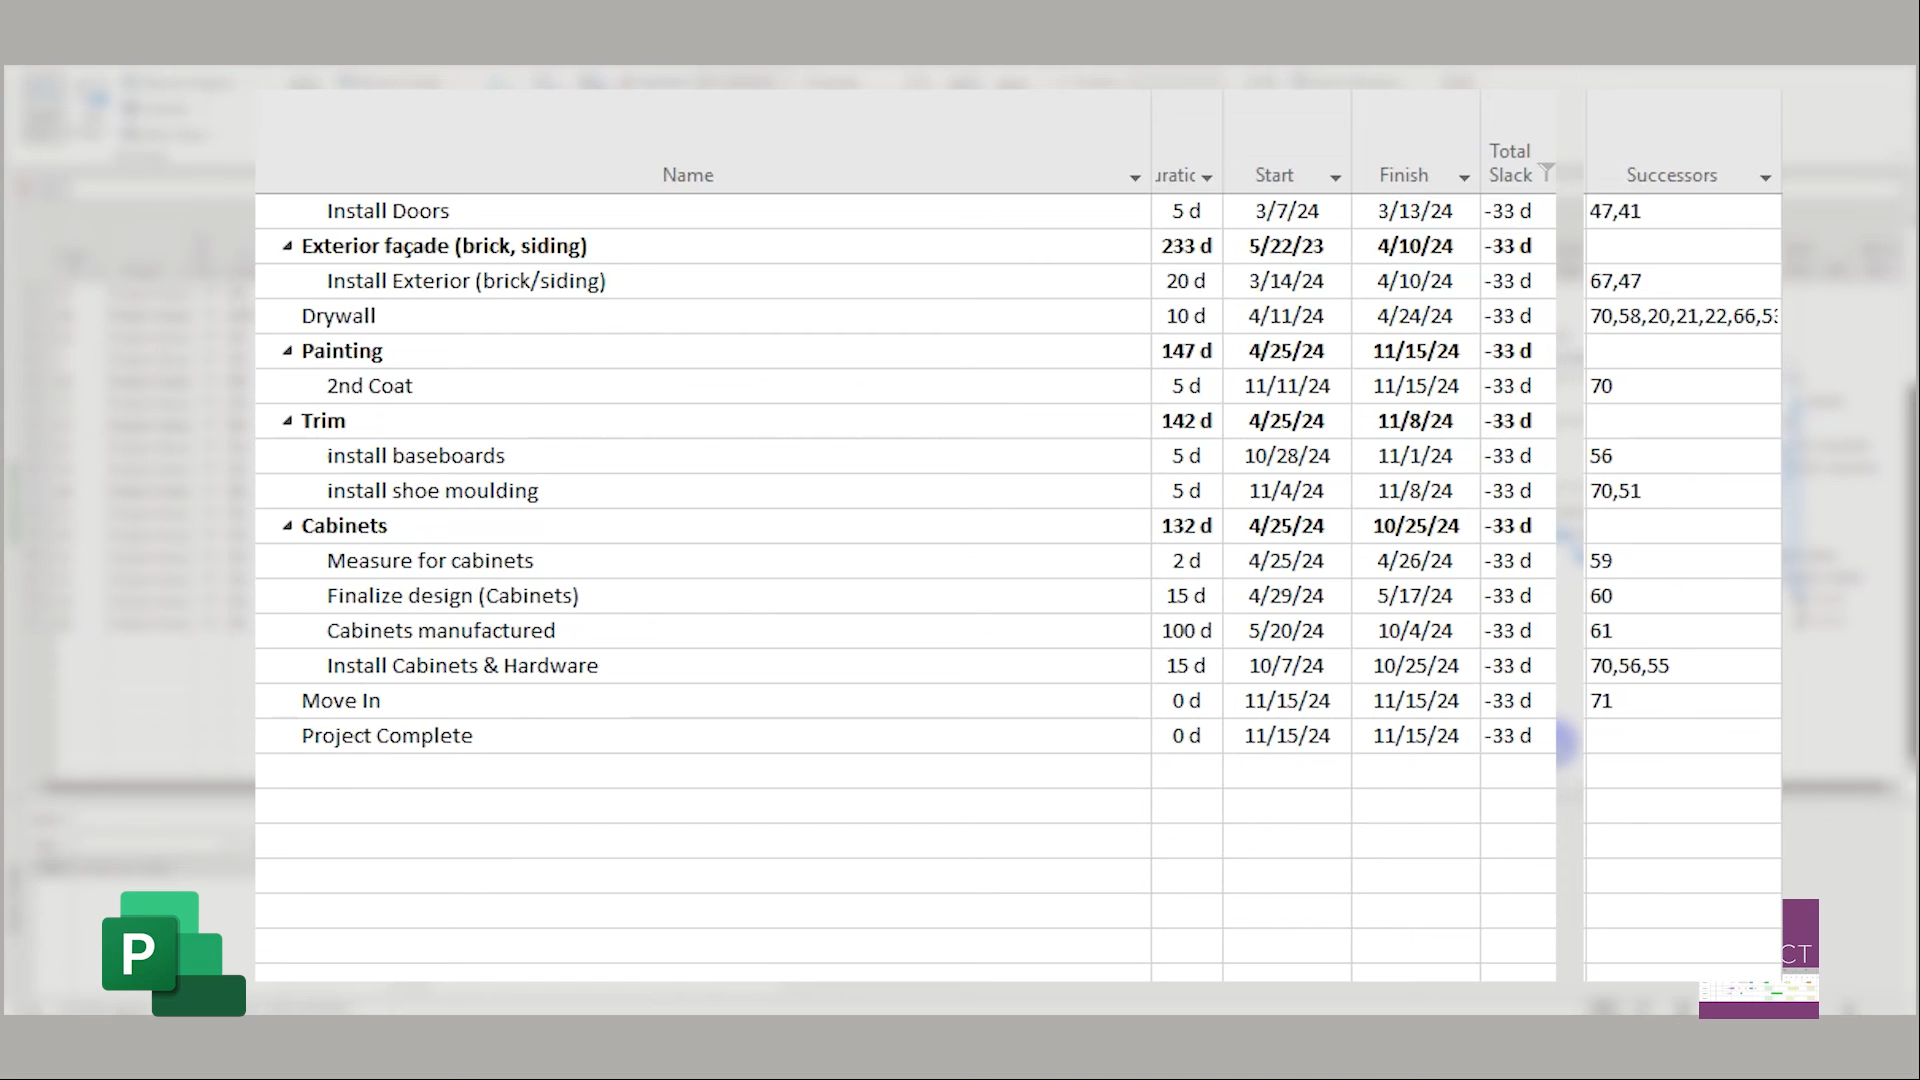 Name uratic Start Finish Total Slack Successors
Install Doors 5 d 3/7/24 3/13/24 -33 d 47,41
Exterior façade (brick, siding) 233 d 5/22/23 4/10/24 -33 d
Install Exterior (brick/siding) 20 d 3/14/24 4/10/24 -33 d 67,47
Drywall 10 d 4/11/24 4/24/24 -33 d 70,58,20,21,22,66,53
Painting 147 d 4/25/24 11/15/24 -33 d
2nd Coat 5 d 11/11/24 11/15/24 -33 d 70
Trim 142 d 4/25/24 11/8/24 -33 d
install baseboards 5 d 10/28/24 11/1/24 -33 d 56
install shoe moulding 5 d 11/4/24 11/8/24 -33 d 70,51
Cabinets 132 d 4/25/24 10/25/24 -33 d
Measure for cabinets 2 d 4/25/24 4/26/24 -33 d 59
Finalize design (Cabinets) 15 d 4/29/24 5/17/24 -33 d 60
Cabinets manufactured 100 d 5/20/24 10/4/24 -33 d 61
Install Cabinets & Hardware 15 d 10/7/24 10/25/24 -33 d 70,56,55
Move In 0 d 11/15/24 11/15/24 -33 d 71
Project Complete 0 d 11/15/24 11/15/24 -33 d
P
CT